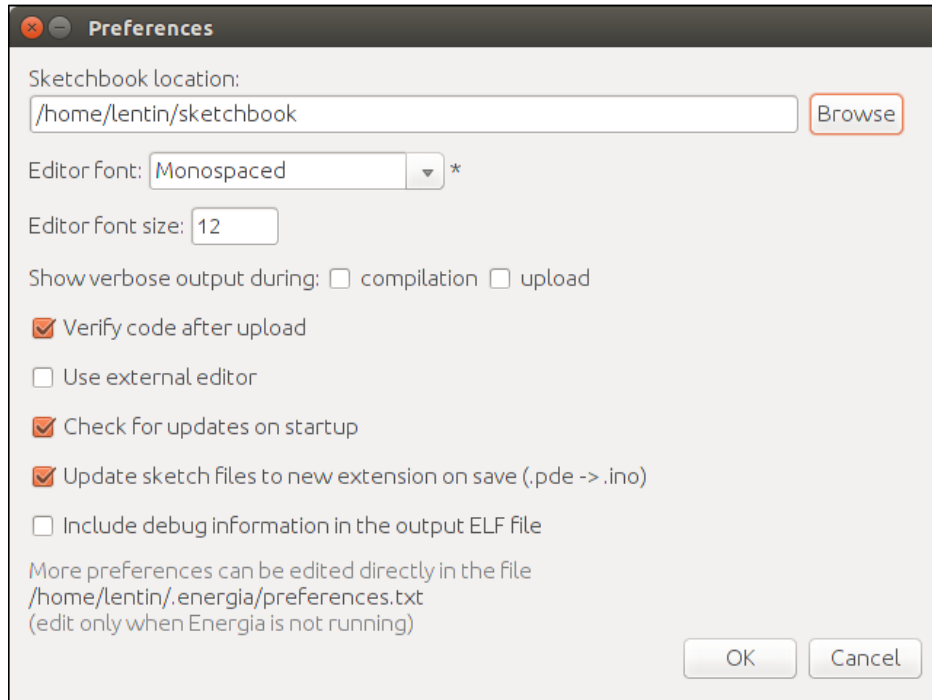 Preferences
Sketchbook location:
/home/lentin/sketchbook Browse
Editor font: Monospaced *
Editor font size: 12
Show verbose output during: compilation upload
Verify code after upload
Use external editor
Check for updates on startup
Update sketch files to new extension on save (.pde -> .ino)
Include debug information in the output ELF file
More preferences can be edited directly in the file
/home/lentin/.energia/preferences.txt
(edit only when Energia is not running)
OK Cancel